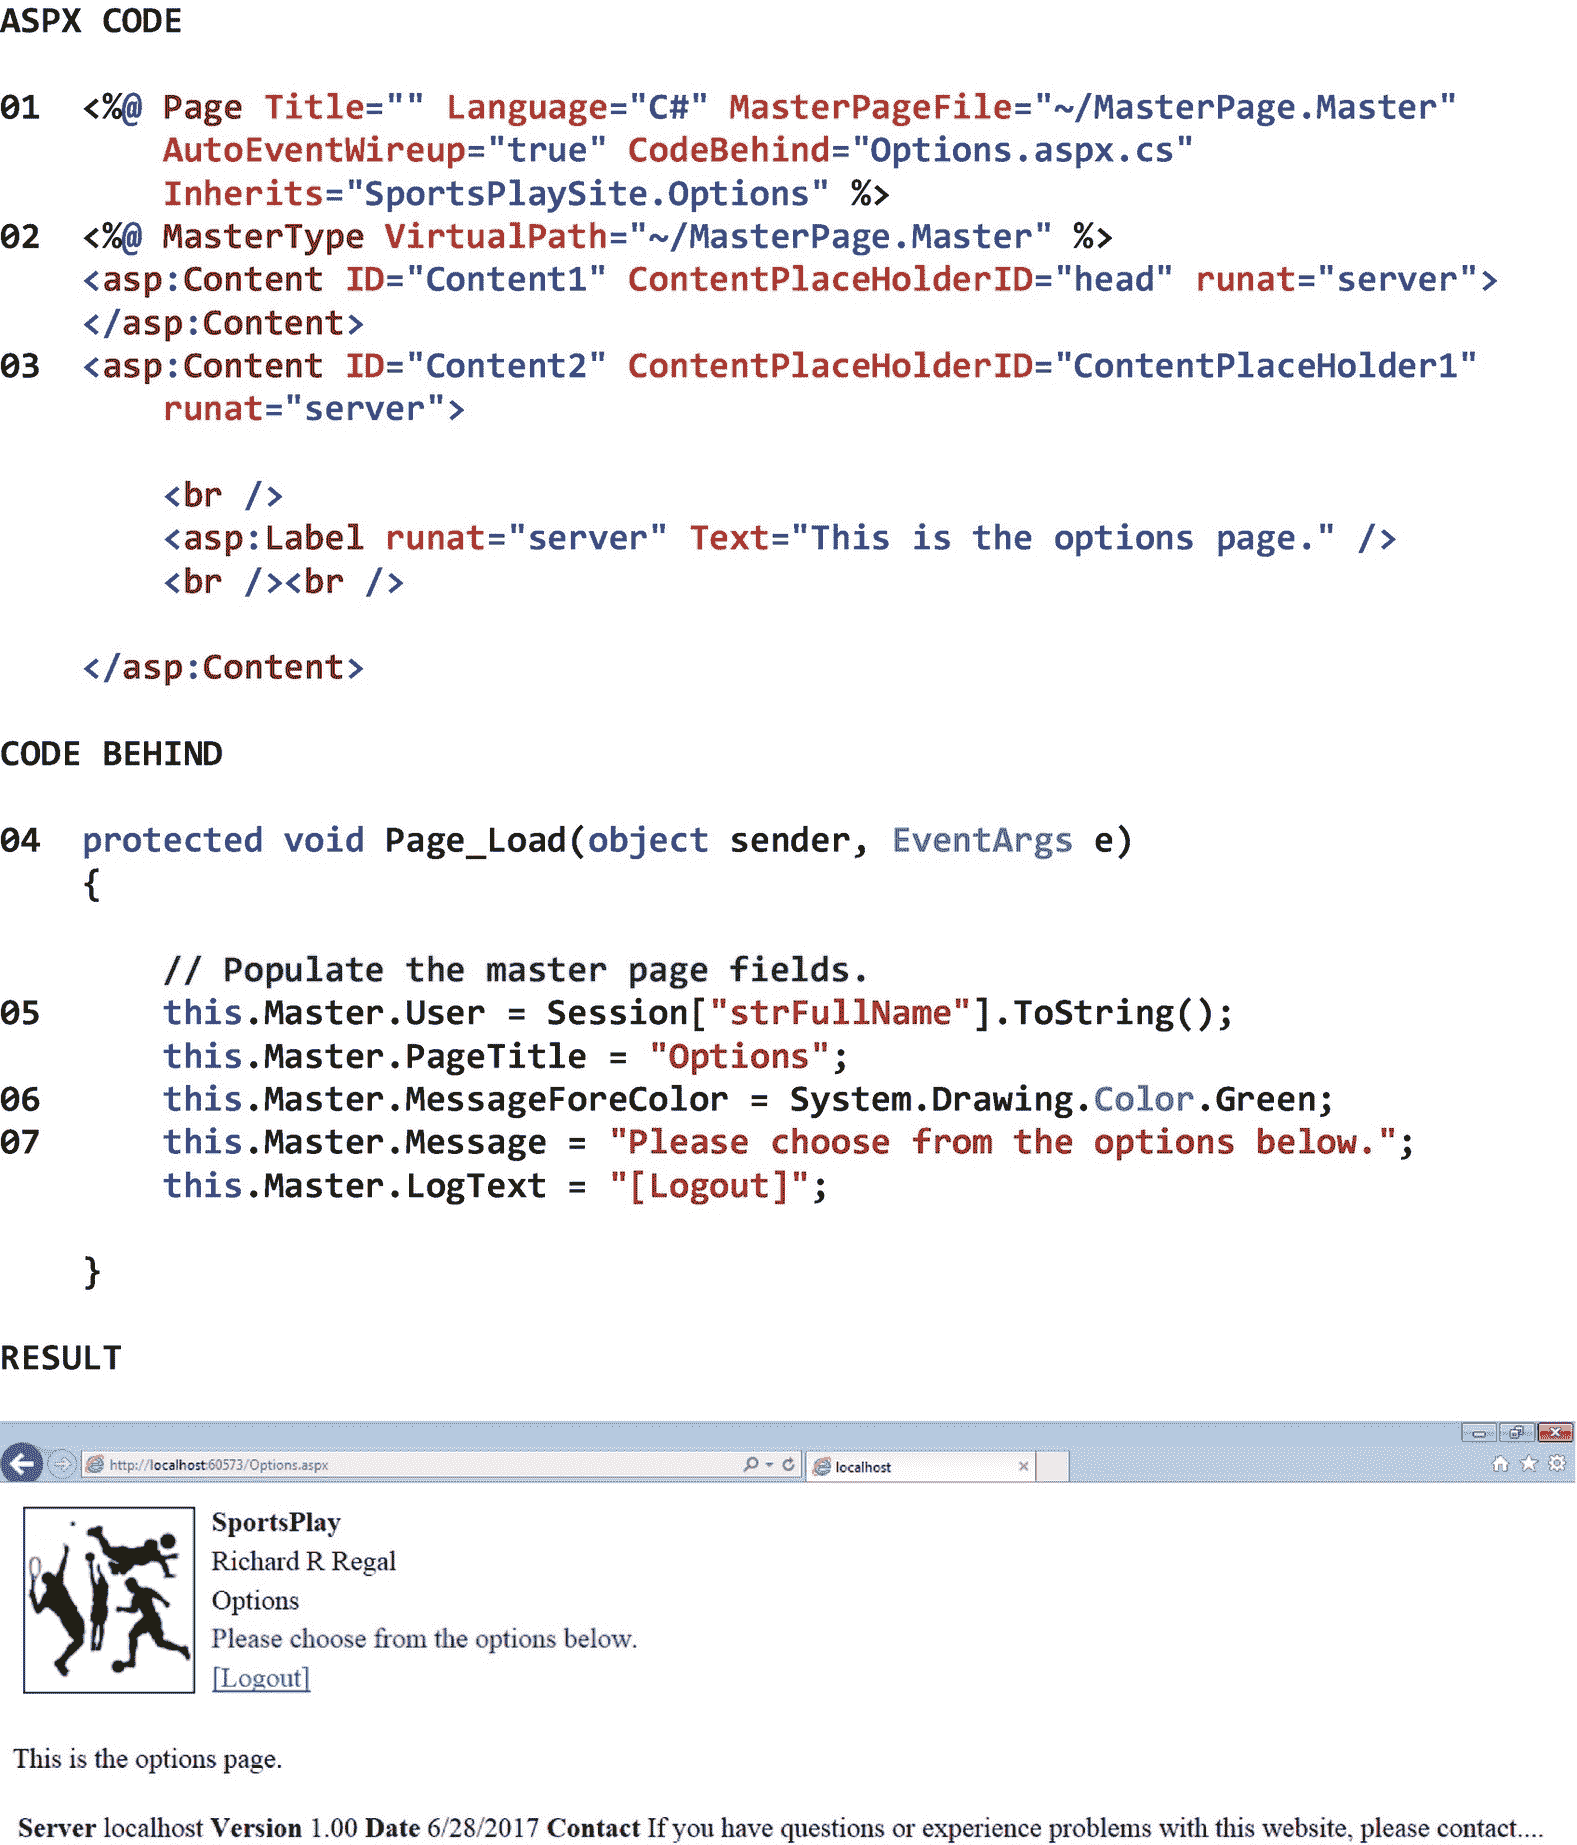 ASPX CODE
01 <%@ Page Title="" Language="C#" MasterPageFile="~/MasterPage.Master"
AutoEventWireup="true" CodeBehind="Options.aspx.cs"
Inherits="SportsPlaySite.Options" %>
02 <%@ MasterType VirtualPath="~/MasterPage.Master" %>
<asp:Content ID="Content1" ContentPlaceHolderID="head" runat="server">
</asp:Content>
03 <asp:Content ID="Content2" ContentPlaceHolderID="ContentPlaceHolder1"
runat="server">
<br />
<asp:Label runat="server" Text="This is the options page." />
<br /><br />
</asp:Content>
CODE BEHIND
04 protected void Page_Load(object sender, EventArgs e)
{
// Populate the master page fields.
05 this.Master.User = Session["strFullName"].ToString();
this.Master.PageTitle = "Options";
06 this.Master.MessageForeColor = System.Drawing.Color.Green;
07 this.Master.Message = "Please choose from the options below.";
this.Master.LogText = "[Logout]";
}
RESULT
http://localhost:60573/Options.aspx
localhost
SportsPlay
Richard R Regal
Options
Please choose from the options below.
[Logout]
This is the options page.
Server localhost Version 1.00 Date 6/28/2017 Contact If you have questions or experience problems with this website, please contact....